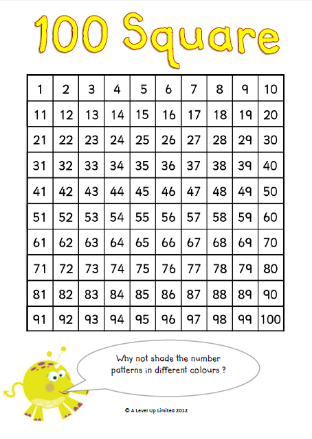 100 Square
1 2 3 4 5 6 7 8 9 10
11 12 13 14 15 16 17 18 19 20
21 22 23 24 25 26 27 28 29 30
31 32 33 34 35 36 37 38 39 40
41 42 43 44 45 46 47 48 49 50
51 52 53 54 55 56 57 58 59 60
61 62 63 64 65 66 67 68 69 70
71 72 73 74 75 76 77 78 79 80
81 82 83 84 85 86 87 88 89 90
91 92 93 94 95 96 97 98 99 100
Why not shade the number
patterns in different colours ?
© A Level Up Limited 2012